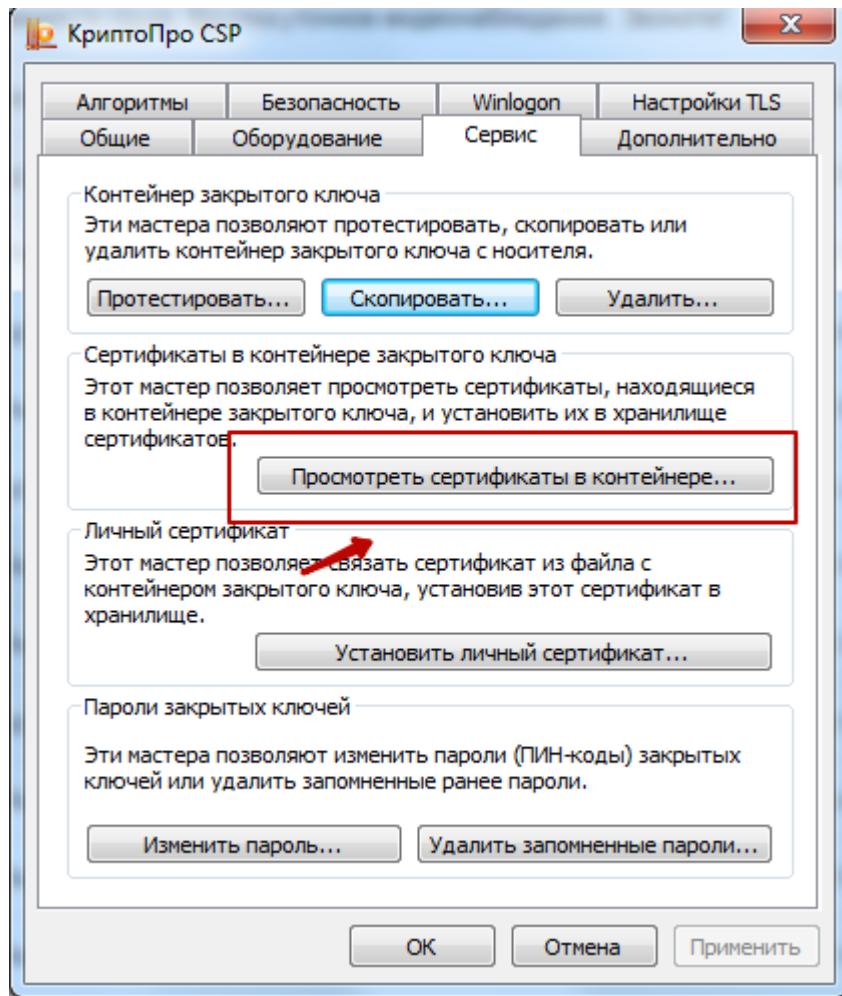 КриптоПро CSP
Алгоритмы Безопасность Winlogon Настройки TLS
Общие Оборудование Сервис Дополнительно
Контейнер закрытого ключа
Эти мастера позволяют протестировать, скопировать или
удалить контейнер закрытого ключа с носителя.
Протестировать... Скопировать... Удалить...
Сертификаты в контейнере закрытого ключа
Этот мастер позволяет просмотреть сертификаты, находящиеся
в контейнере закрытого ключа, и установить их в хранилище
сертификатов.
Просмотреть сертификаты в контейнере...
Личный сертификат
Этот мастер позволяет связать сертификат из файла с
контейнером закрытого ключа, установив этот сертификат в
хранилище.
Установить личный сертификат...
Пароли закрытых ключей
Эти мастера позволяют изменить пароли (ПИН-коды) закрытых
ключей или удалить запомненные ранее пароли.
Изменить пароль... Удалить запомненные пароли...
ОК Отмена Применить